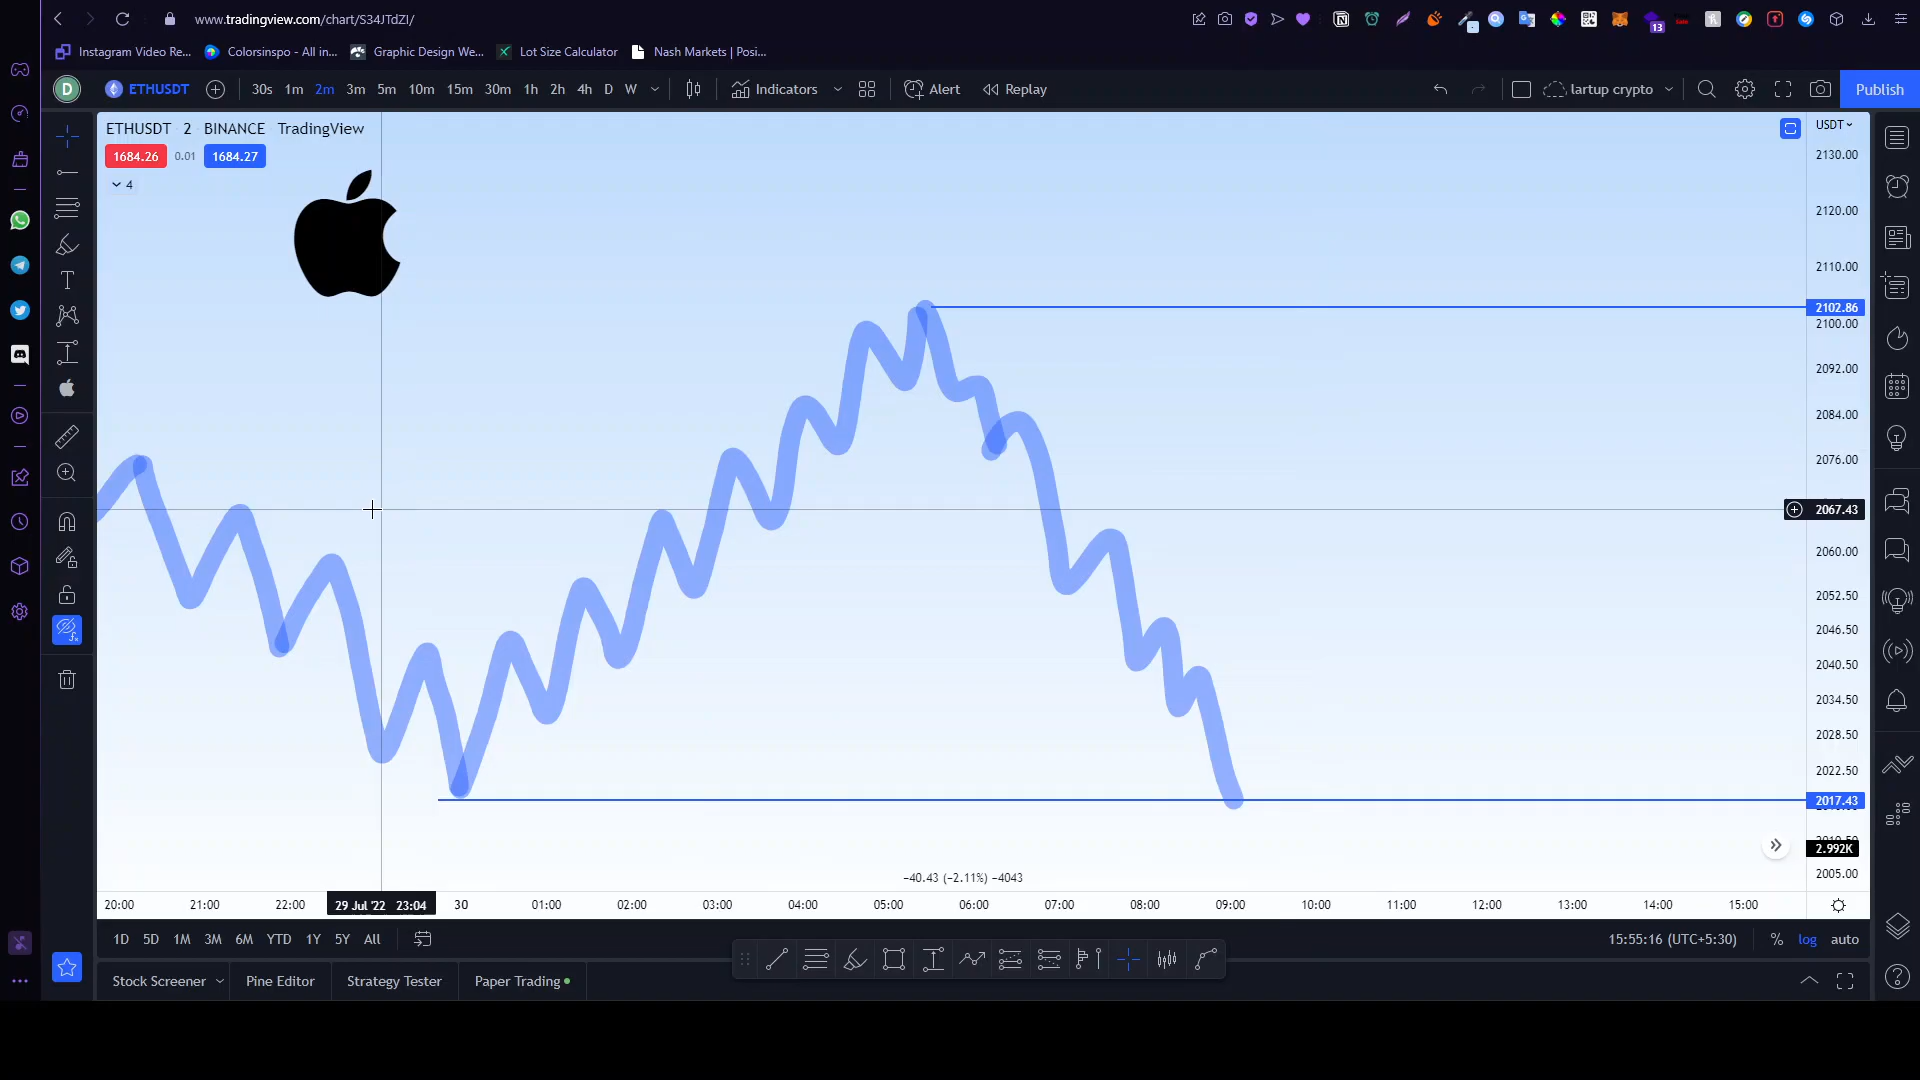 www.tradingview.com/chart/S34JTdZI/
13
Instagram Video Re...
Colorsinspo - All in...
Graphic Design We...
Lot Size Calculator
Nash Markets | Posi...
D
ETHUSDT
30s 1m 2m 3m 5m 10m 15m 30m 1h 2h 4h D W
Indicators
Alert
Replay
lartup crypto
Publish
ETHUSDT 2 BINANCE TradingView
USDT
1684.26 0.01 1684.27
4
2130.00
2120.00
2110.00
2102.86
2100.00
2092.00
2084.00
2076.00
2067.43
2060.00
2052.50
2046.50
2040.50
2034.50
2028.50
2022.50
2017.43
2.992K
2005.00
−40.43 (−2.11%) −4043
20:00 21:00 22:00 29 Jul '22 23:04 30 01:00 02:00 03:00 04:00 05:00 06:00 07:00 08:00 09:00 10:00 11:00 12:00 13:00 14:00 15:00
1D 5D 1M 3M 6M YTD 1Y 5Y All
15:55:16 (UTC+5:30) % log auto
Stock Screener
Pine Editor
Strategy Tester
Paper Trading